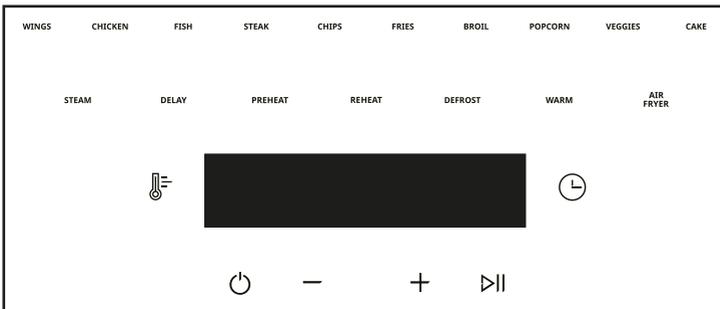 WINGS CHICKEN FISH STEAK CHIPS FRIES BROIL POPCORN VEGGIES CAKE
STEAM DELAY PREHEAT REHEAT DEFROST WARM AIR FRYER